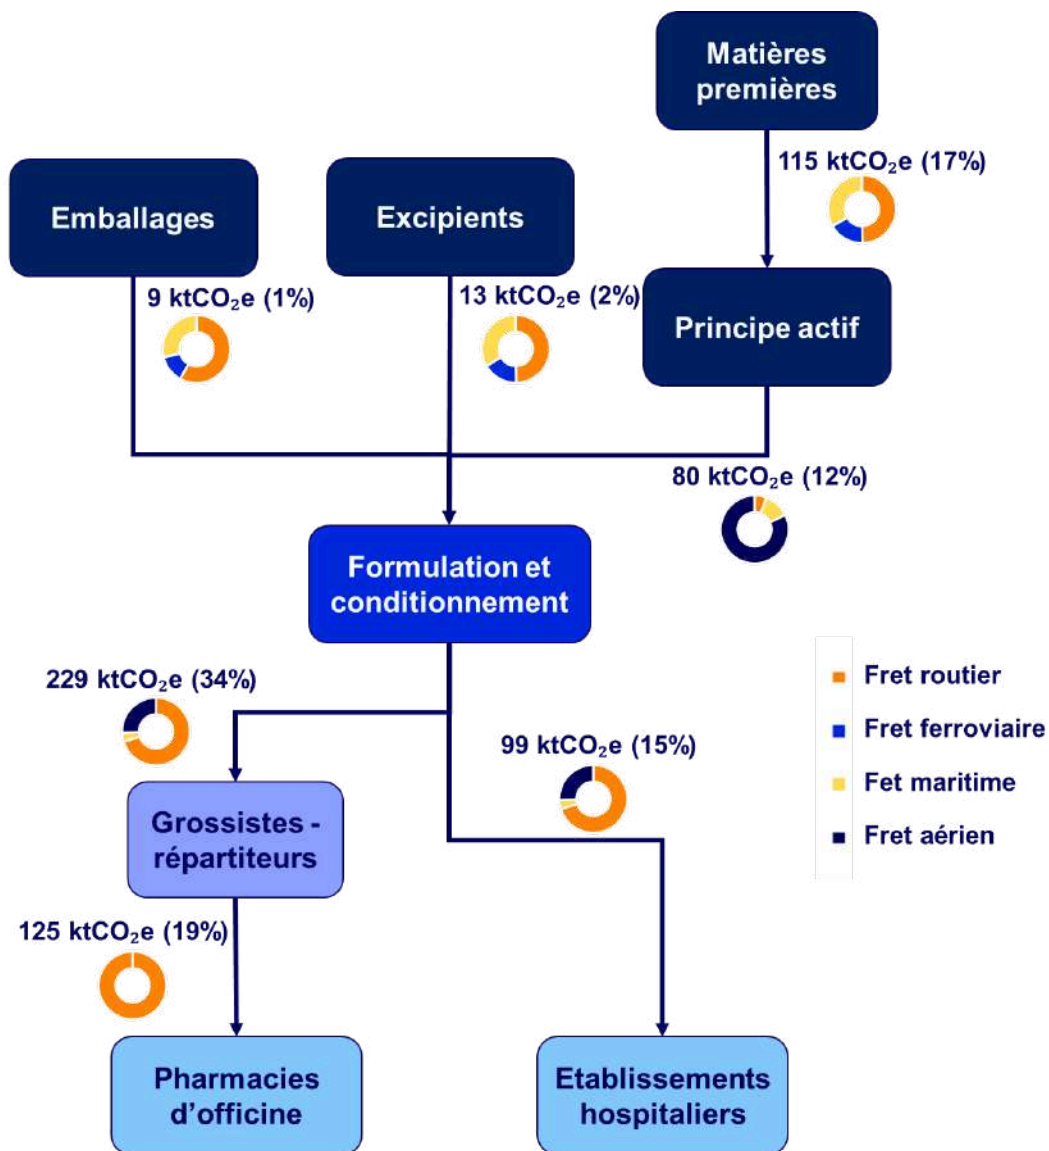 Matières
premières
115 ktCO₂e (17%)
Emballages
Excipients
9 ktCO₂e (1%)
13 ktCO₂e (2%)
Principe actif
80 ktCO₂e (12%)
Formulation et
conditionnement
229 ktCO₂e (34%)
99 ktCO₂e (15%)
Fret routier
Fret ferroviaire
Fet maritime
Fret aérien
Grossistes -
répartiteurs
125 ktCO₂e (19%)
Pharmacies
d’officine
Etablissements
hospitaliers